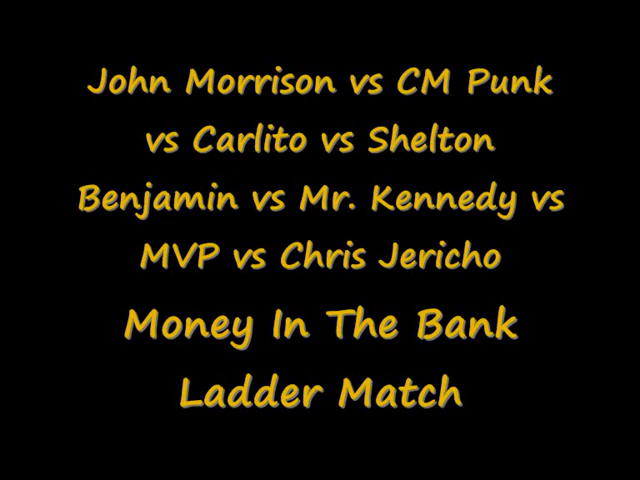 John Morrison vs CM Punk
vs Carlito vs Shelton
Benjamin vs Mr. Kennedy vs
MVP vs Chris Jericho
Money In The Bank
Ladder Match